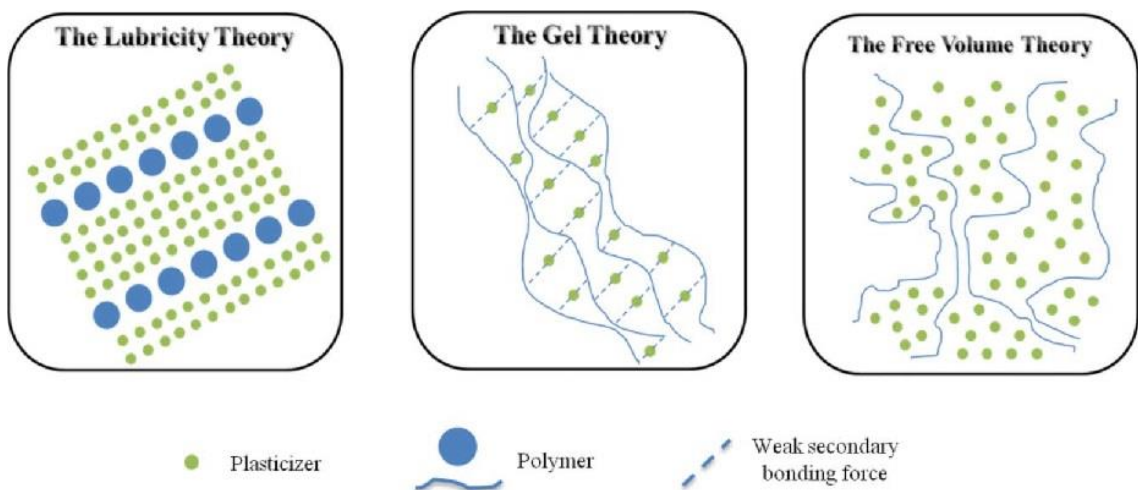 The Lubricity Theory
The Gel Theory
The Free Volume Theory
Plasticizer
Polymer
Weak secondary
bonding force